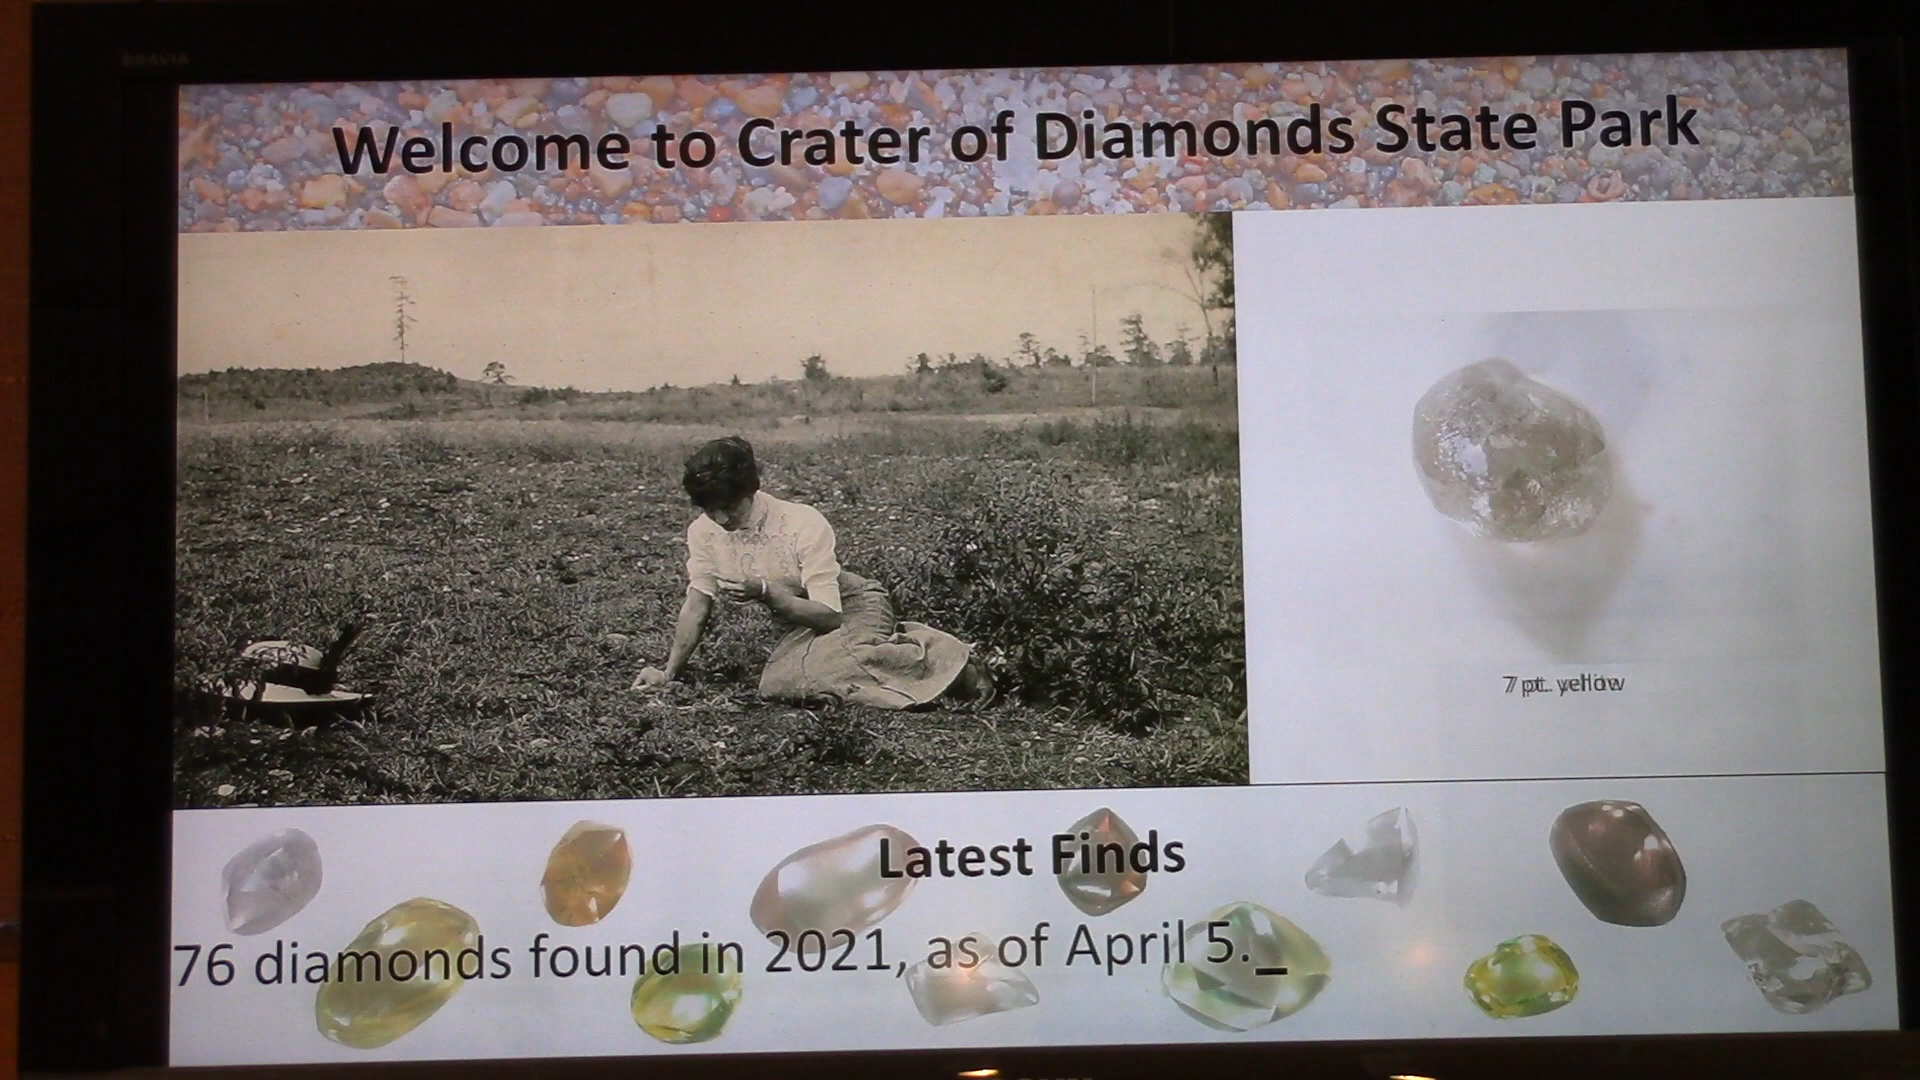 BRAVIA
Welcome to Crater of Diamonds State Park
7 pt. yellow
Latest Finds
76 diamonds found in 2021, as of April 5._